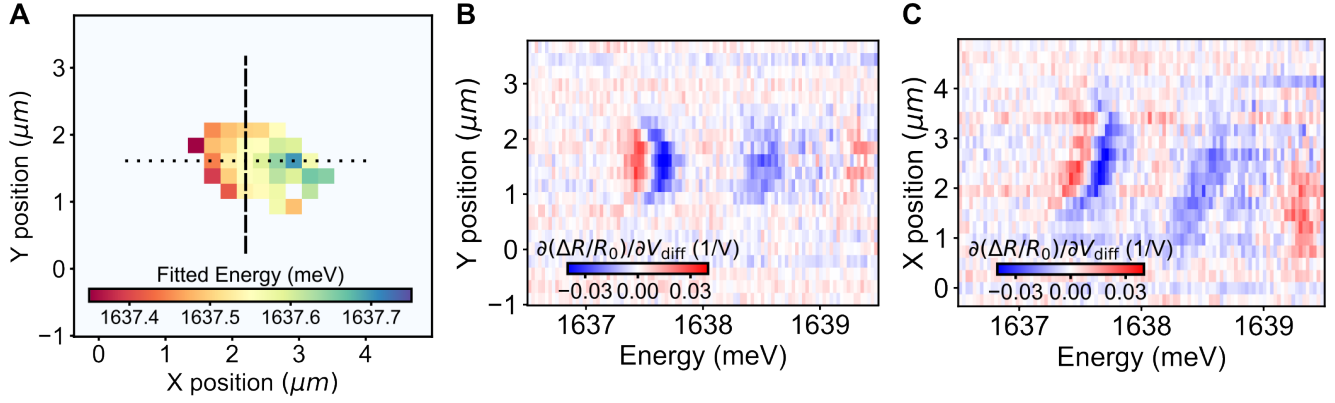 A
Y position (μm)
3
2
1
0
−1
Fitted Energy (meV)
1637.4 1637.5 1637.6 1637.7
0 1 2 3 4
X position (μm)
B
Y position (μm)
3
2
1
0
−1
∂(ΔR/R₀)/∂V_diff (1/V)
−0.03 0.00 0.03
1637 1638 1639
Energy (meV)
C
X position (μm)
4
3
2
1
0
∂(ΔR/R₀)/∂V_diff (1/V)
−0.03 0.00 0.03
1637 1638 1639
Energy (meV)